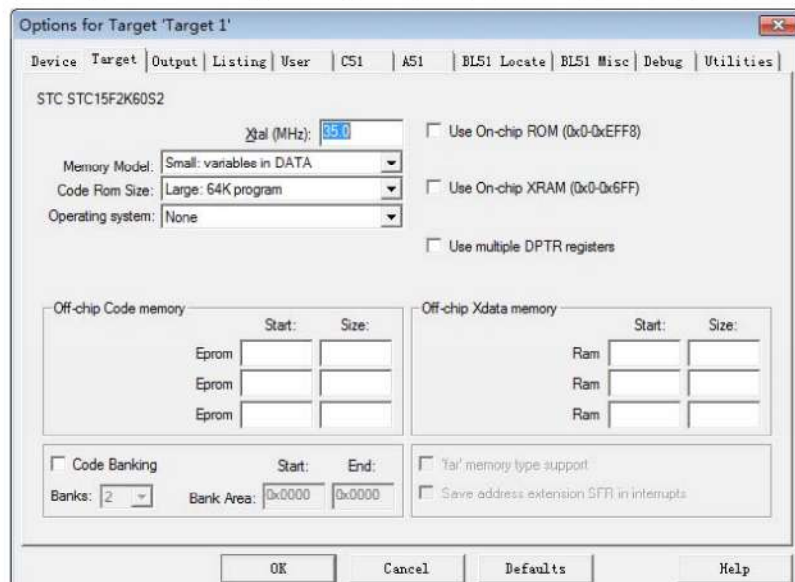 Options for Target 'Target 1'
Device Target Output Listing User C51 A51 BL51 Locate BL51 Misc Debug Utilities
STC STC15F2K60S2
Xtal (MHz): 35.0
Use On-chip ROM (0x0-0xEFF8)
Memory Model: Small: variables in DATA
Code Rom Size: Large: 64K program
Use On-chip XRAM (0x0-0x6FF)
Operating system: None
Use multiple DPTR registers
Off-chip Code memory
Start: Size:
Eprom
Eprom
Eprom
Off-chip Xdata memory
Start: Size:
Ram
Ram
Ram
Code Banking Start: End:
Banks: 2 Bank Area: 0x0000 0x0000
'far' memory type support
Save address extension SFR in interrupts
OK Cancel Defaults Help